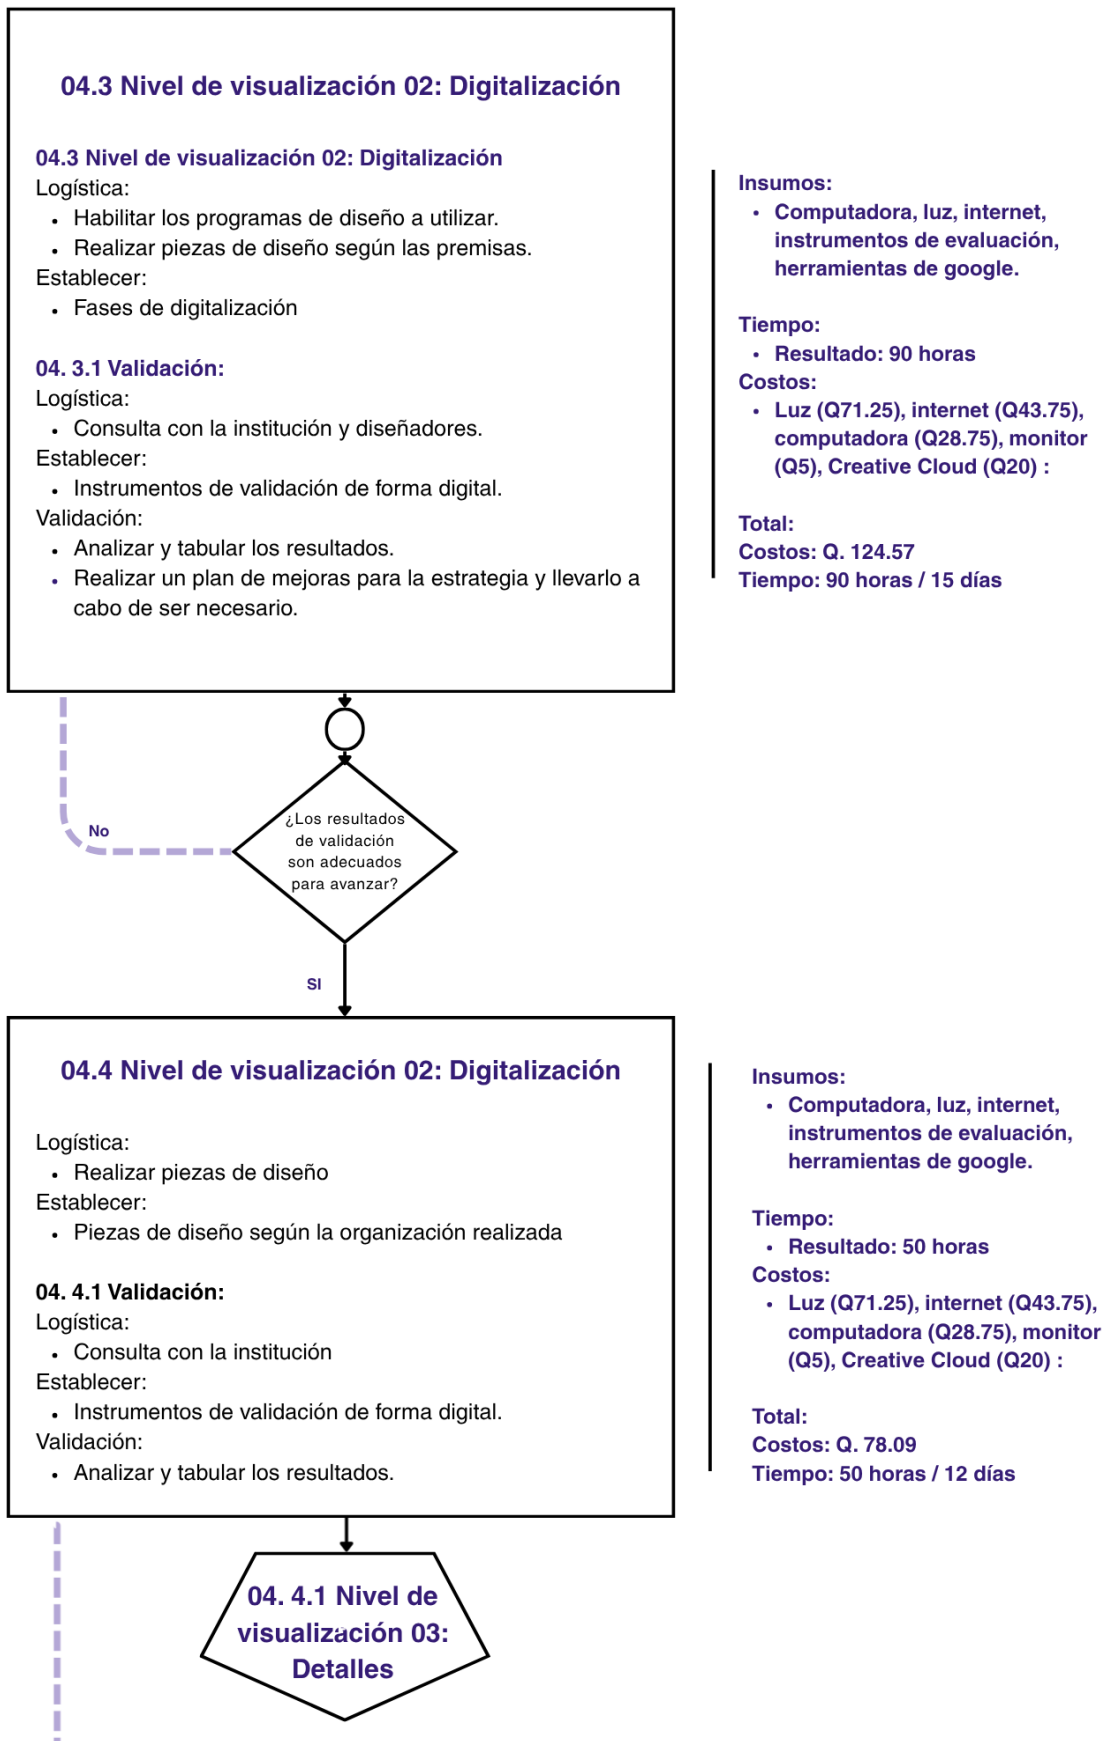 04.3 Nivel de visualización 02: Digitalización
04.3 Nivel de visualización 02: Digitalización
Logística:
• Habilitar los programas de diseño a utilizar.
• Realizar piezas de diseño según las premisas.
Establecer:
• Fases de digitalización
04. 3.1 Validación:
Logística:
• Consulta con la institución y diseñadores.
Establecer:
• Instrumentos de validación de forma digital.
Validación:
• Analizar y tabular los resultados.
• Realizar un plan de mejoras para la estrategia y llevarlo a
cabo de ser necesario.
Insumos:
• Computadora, luz, internet,
instrumentos de evaluación,
herramientas de google.
Tiempo:
• Resultado: 90 horas
Costos:
• Luz (Q71.25), internet (Q43.75),
computadora (Q28.75), monitor
(Q5), Creative Cloud (Q20) :
Total:
Costos: Q. 124.57
Tiempo: 90 horas / 15 días
¿Los resultados
de validación
son adecuados
para avanzar?
No
SI
04.4 Nivel de visualización 02: Digitalización
Logística:
• Realizar piezas de diseño
Establecer:
• Piezas de diseño según la organización realizada
04. 4.1 Validación:
Logística:
• Consulta con la institución
Establecer:
• Instrumentos de validación de forma digital.
Validación:
• Analizar y tabular los resultados.
Insumos:
• Computadora, luz, internet,
instrumentos de evaluación,
herramientas de google.
Tiempo:
• Resultado: 50 horas
Costos:
• Luz (Q71.25), internet (Q43.75),
computadora (Q28.75), monitor
(Q5), Creative Cloud (Q20) :
Total:
Costos: Q. 78.09
Tiempo: 50 horas / 12 días
04. 4.1 Nivel de
visualización 03:
Detalles